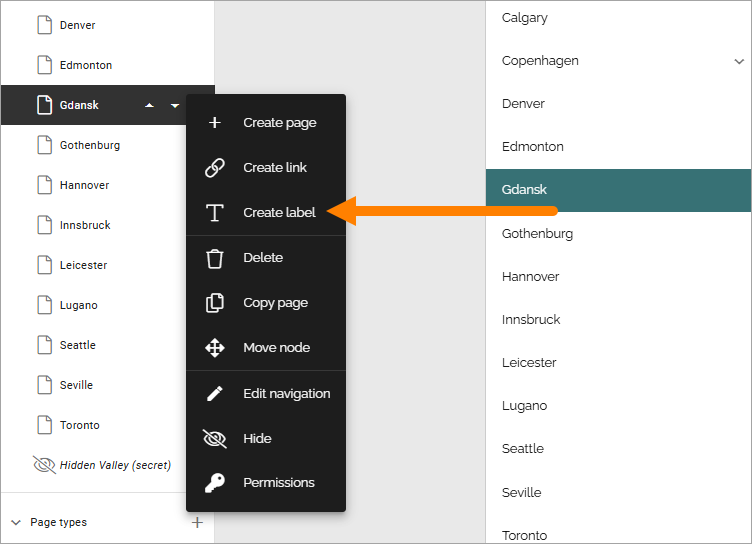 Denver
Edmonton
Gdansk
Gothenburg
Hannover
Innsbruck
Leicester
Lugano
Seattle
Seville
Toronto
Hidden Valley (secret)
Page types
Create page
Create link
Create label
Delete
Copy page
Move node
Edit navigation
Hide
Permissions
Calgary
Copenhagen
Denver
Edmonton
Gdansk
Gothenburg
Hannover
Innsbruck
Leicester
Lugano
Seattle
Seville
Toronto